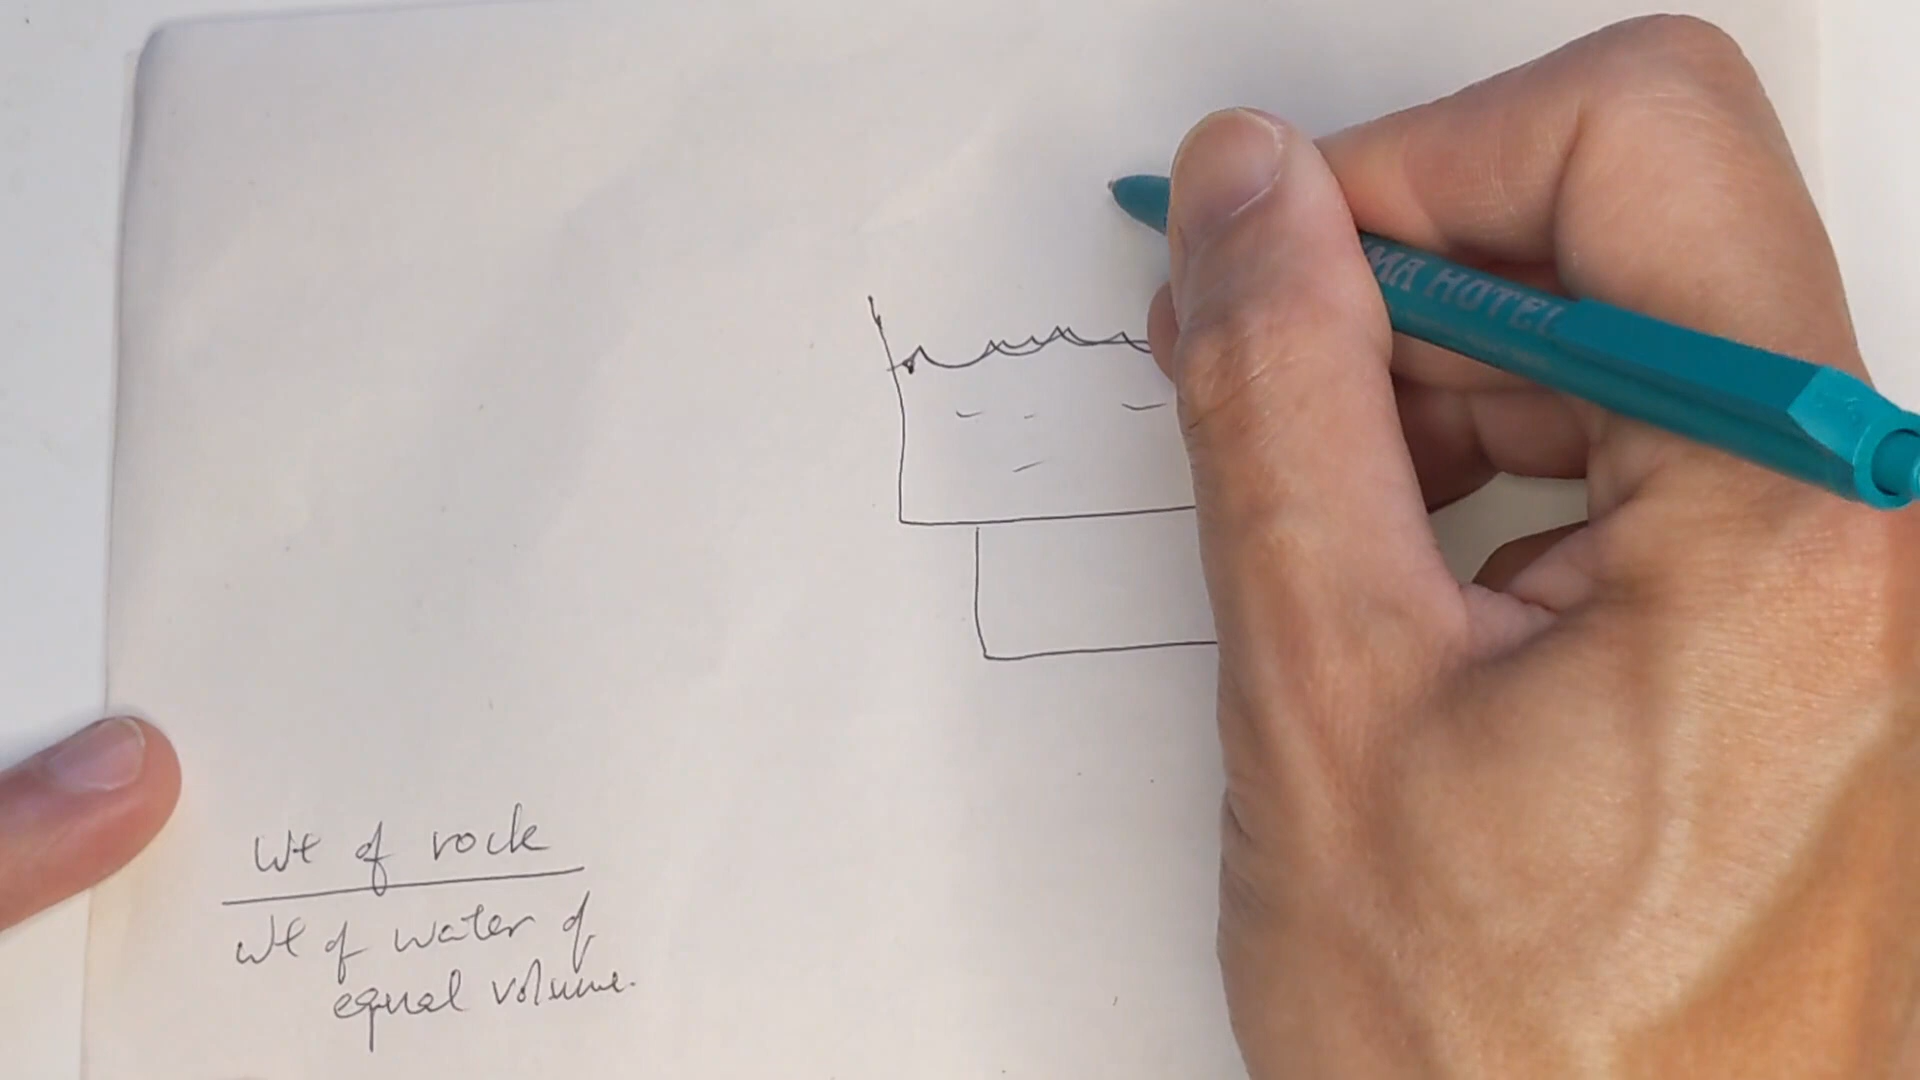 MA HOTEL
Wt of rock
wt of water of
equal volume.